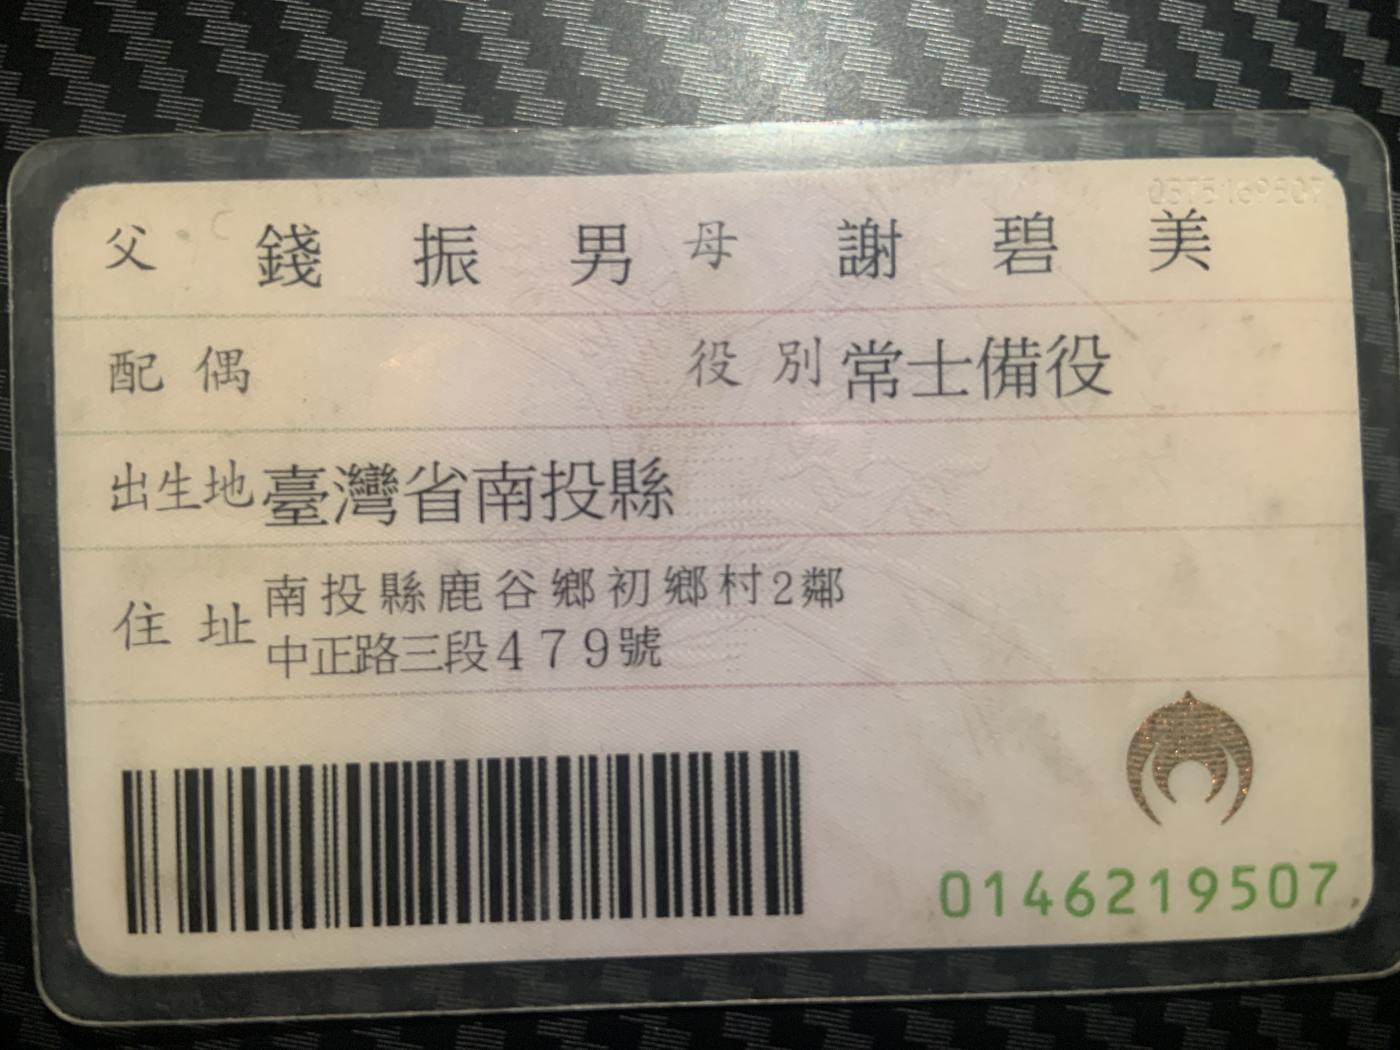 父 錢振男 母 謝碧美
配偶 役別 常士備役
出生地 臺灣省南投縣
住址 南投縣鹿谷鄉初鄉村2鄰
中正路三段479號
0146219507